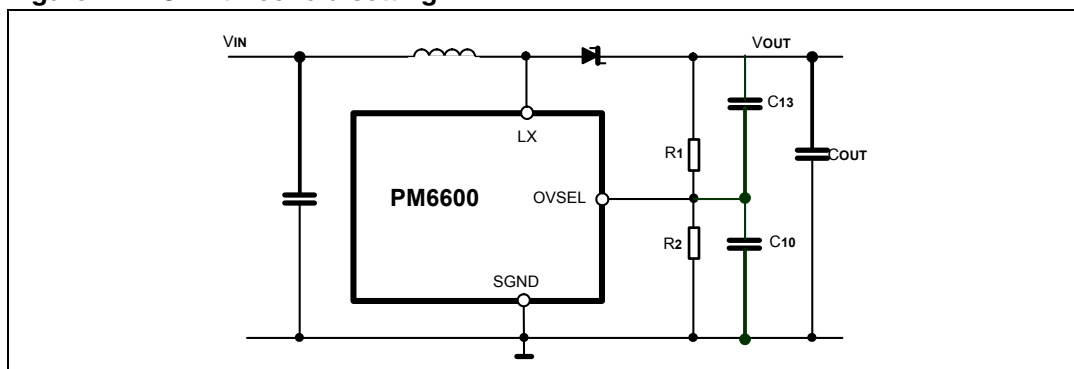 VIN
VOUT
C13
LX
R1
COUT
PM6600
OVSEL
R2
C10
SGND